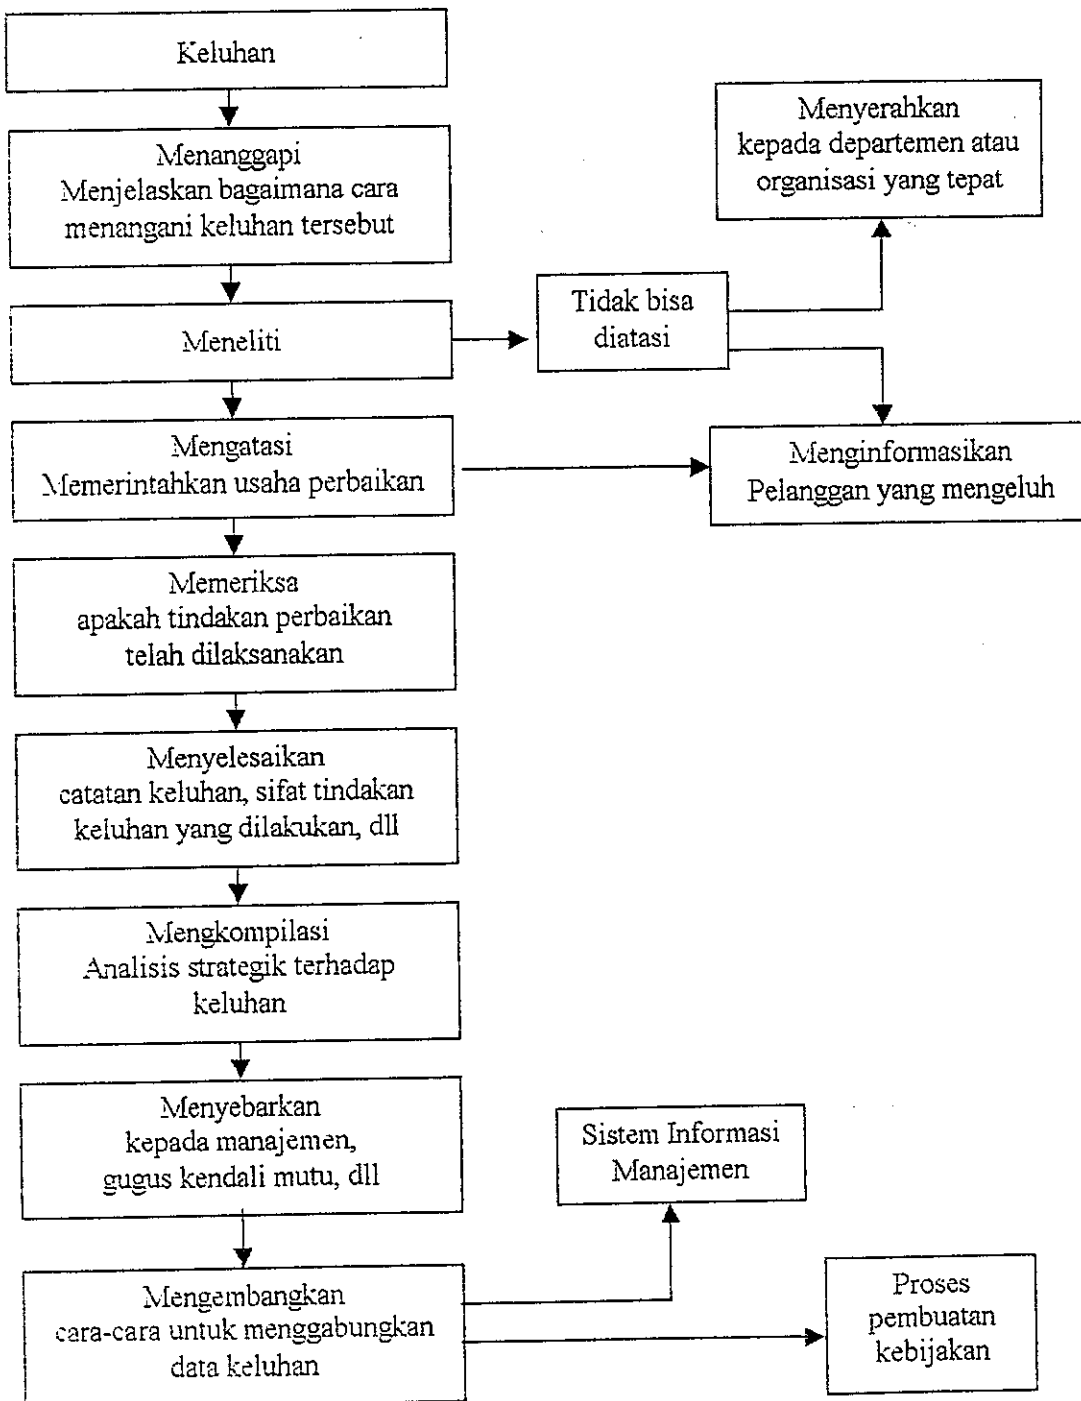 Keluhan
Menanggapi
Menjelaskan bagaimana cara
menangani keluhan tersebut
Menyerahkan
kepada departemen atau
organisasi yang tepat
Meneliti
Tidak bisa
diatasi
Mengatasi
Memerintahkan usaha perbaikan
Menginformasikan
Pelanggan yang mengeluh
Memeriksa
apakah tindakan perbaikan
telah dilaksanakan
Menyelesaikan
catatan keluhan, sifat tindakan
keluhan yang dilakukan, dll
Mengkompilasi
Analisis strategik terhadap
keluhan
Menyebarkan
kepada manajemen,
gugus kendali mutu, dll
Sistem Informasi
Manajemen
Mengembangkan
cara-cara untuk menggabungkan
data keluhan
Proses
pembuatan
kebijakan